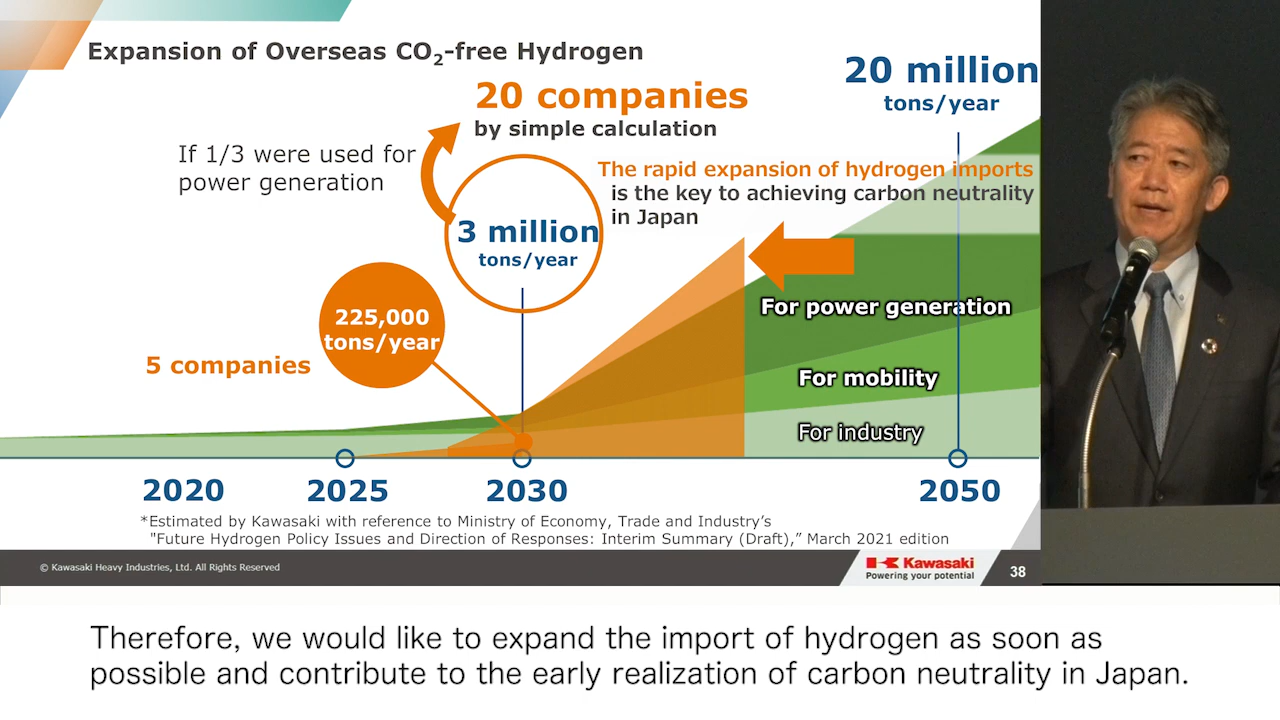 Expansion of Overseas CO₂-free Hydrogen
20 million
tons/year
20 companies
by simple calculation
If 1/3 were used for
power generation
The rapid expansion of hydrogen imports
is the key to achieving carbon neutrality
in Japan
3 million
tons/year
225,000
tons/year
5 companies
For power generation
For mobility
For industry
2020 2025 2030 2050
*Estimated by Kawasaki with reference to Ministry of Economy, Trade and Industry's
"Future Hydrogen Policy Issues and Direction of Responses: Interim Summary (Draft)," March 2021 edition
© Kawasaki Heavy Industries, Ltd. All Rights Reserved
Kawasaki
Powering your potential
38
Therefore, we would like to expand the import of hydrogen as soon as
possible and contribute to the early realization of carbon neutrality in Japan.